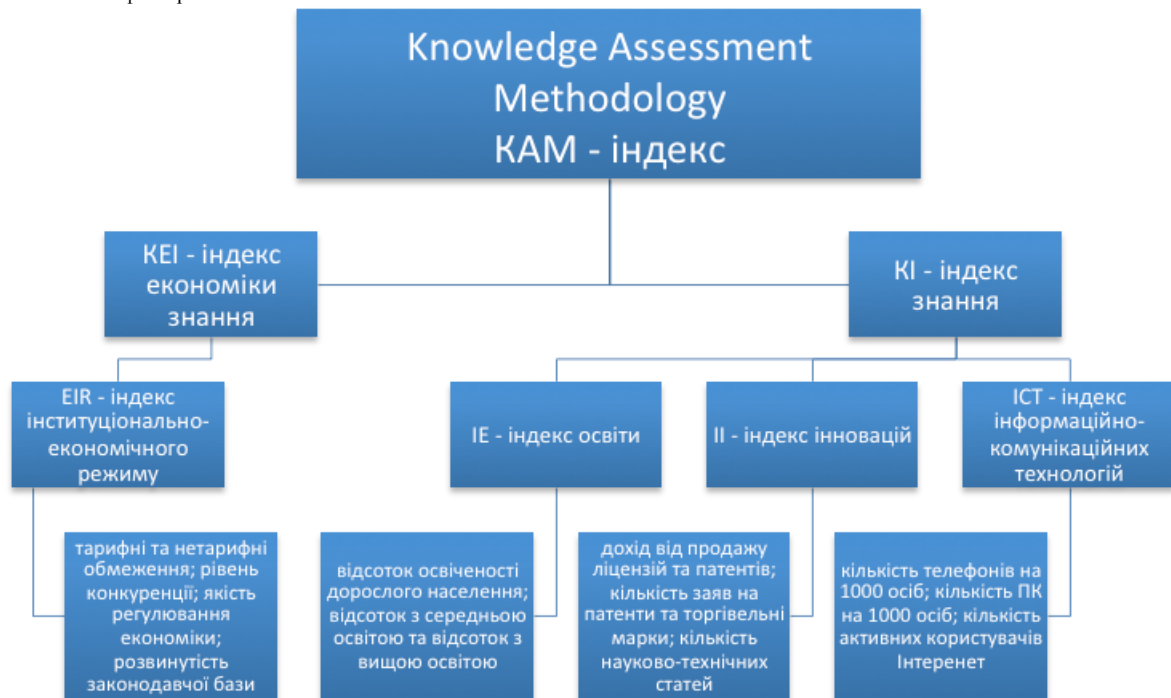 Knowledge Assessment
Methodology
КАМ - індекс
КЕІ - індекс
економіки
знання
КІ - індекс
знання
EIR - індекс
інституціонально-
економічного
режиму
ІЕ - індекс освіти
ІІ - індекс інновацій
ІСТ - індекс
інформаційно-
комунікаційних
технологій
тарифні та нетарифні
обмеження; рівень
конкуренції; якість
регулювання
економіки;
розвинутість
законодавчої бази
відсоток освіченості
дорослого населення;
відсоток з середньою
освітою та відсоток з
вищою освітою
дохід від продажу
ліцензій та патентів;
кількість заяв на
патенти та торгівельні
марки; кількість
науково-технічних
статей
кількість телефонів на
1000 осіб; кількість ПК
на 1000 осіб; кількість
активних користувачів
Інтеренет